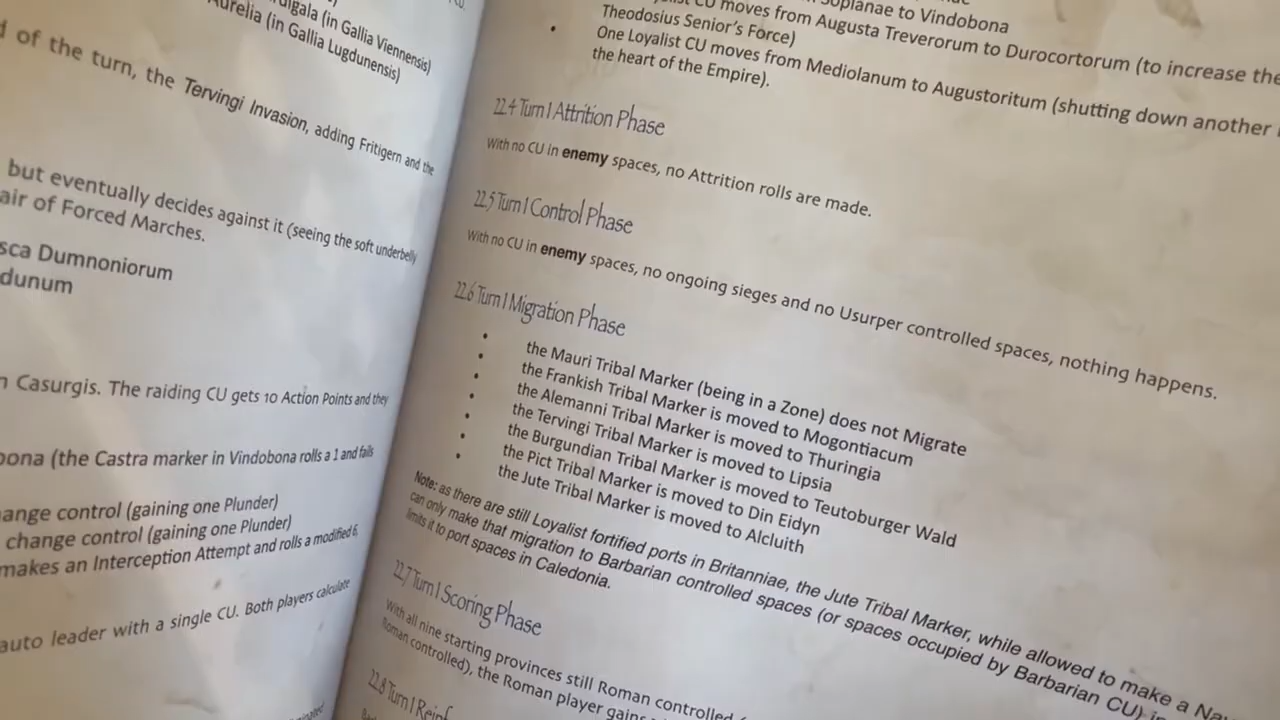 (in Gallia Viennensis)
Aurelia (in Gallia Lugdunensis)
of the turn, the Tervingi Invasion, adding Fritigern and the
but eventually decides against it (seeing the soft underbelly
air of Forced Marches.
sca Dumnoniorum
dunum
n Casurgis. The raiding CU gets 10 Action Points and they
bona (the Castra marker in Vindobona rolls a 1 and fails
ange control (gaining one Plunder)
change control (gaining one Plunder)
makes an Interception Attempt and rolls a modified 6,
auto leader with a single CU. Both players calculate
to Vindobona
CU moves from Augusta Treverorum to Durocortorum (to increase the
Theodosius Senior's Force)
• One Loyalist CU moves from Mediolanum to Augustoritum (shutting down another
the heart of the Empire).
22.4 Turn 1 Attrition Phase
With no CU in enemy spaces, no Attrition rolls are made.
22.5 Turn 1 Control Phase
With no CU in enemy spaces, no ongoing sieges and no Usurper controlled spaces, nothing happens.
22.6 Turn 1 Migration Phase
• the Mauri Tribal Marker (being in a Zone) does not Migrate
• the Frankish Tribal Marker is moved to Mogontiacum
• the Alemanni Tribal Marker is moved to Thuringia
• the Tervingi Tribal Marker is moved to Lipsia
• the Burgundian Tribal Marker is moved to Teutoburger Wald
• the Pict Tribal Marker is moved to Din Eidyn
the Jute Tribal Marker is moved to Alcluith
Note: as there are still Loyalist fortified ports in Britanniae, the Jute Tribal Marker, while allowed to make a Nav
can only make that migration to Barbarian controlled spaces (or spaces occupied by Barbarian CU) i
limits it to port spaces in Caledonia.
22.7 Turn 1 Scoring Phase
With all nine starting provinces still Roman controlled (
Roman controlled), the Roman player gains
22.8 Turn 1 Reinf